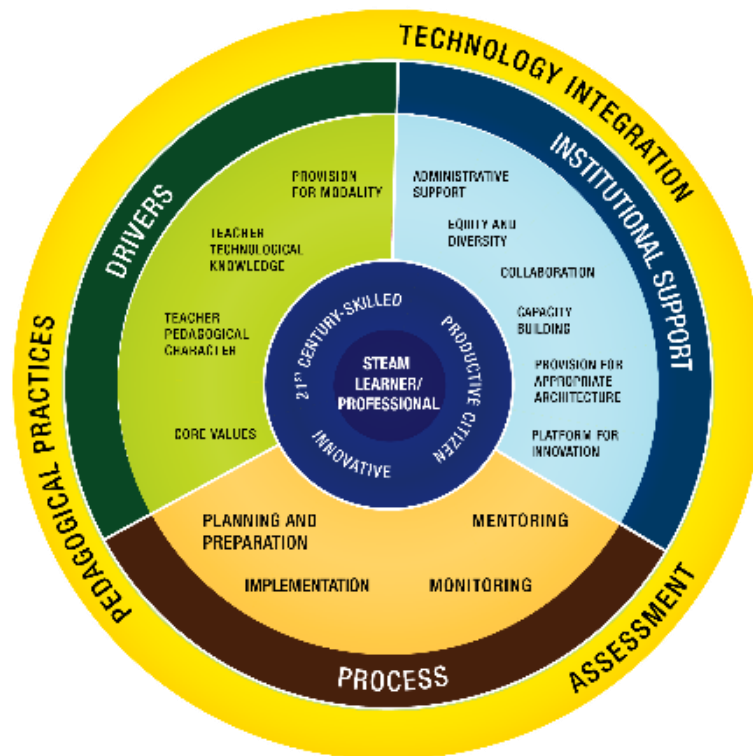 TECHNOLOGY INTEGRATION
PEDAGOGICAL PRACTICES
ASSESSMENT
DRIVERS
INSTITUTIONAL SUPPORT
PROCESS
PROVISION
FOR MODALITY
TEACHER
TECHNOLOGICAL
KNOWLEDGE
TEACHER
PEDAGOGICAL
CHARACTER
CORE VALUES
ADMINISTRATIVE
SUPPORT
EQUITY AND
DIVERSITY
COLLABORATION
CAPACITY
BUILDING
PROVISION FOR
APPROPRIATE
ARCHITECTURE
PLATFORM FOR
INNOVATION
PLANNING AND
PREPARATION
IMPLEMENTATION
MENTORING
MONITORING
21ST CENTURY-SKILLED
PRODUCTIVE CITIZEN
INNOVATIVE
STEAM
LEARNER/
PROFESSIONAL